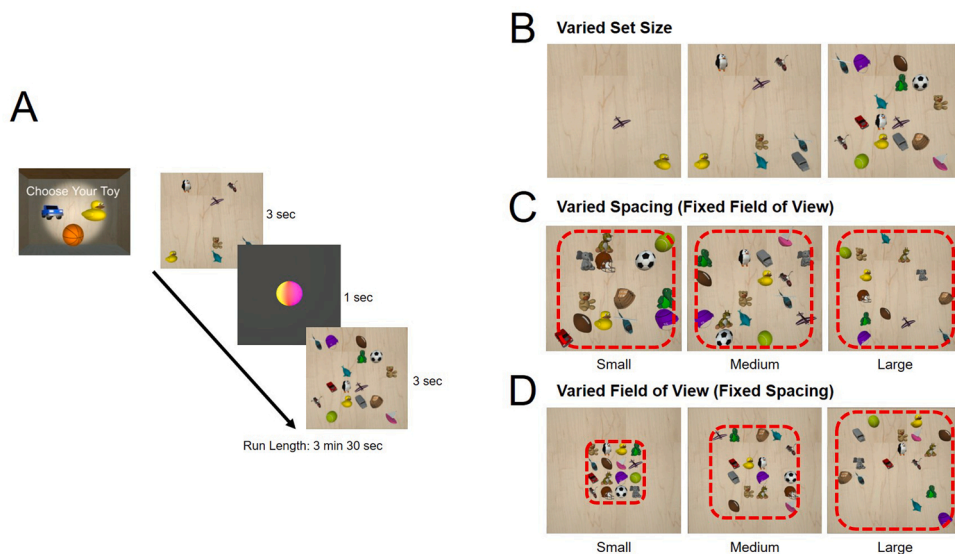 A
Choose Your Toy
3 sec
1 sec
3 sec
Run Length: 3 min 30 sec
B
Varied Set Size
C
Varied Spacing (Fixed Field of View)
Small
Medium
Large
D
Varied Field of View (Fixed Spacing)
Small
Medium
Large